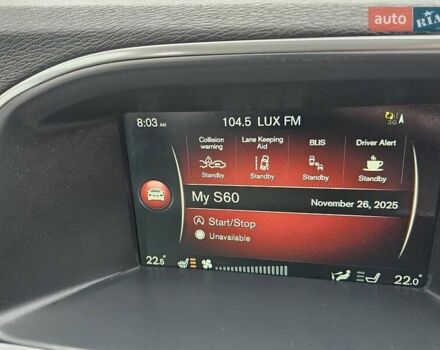 auto RIA
8:03 AM 104.5 LUX FM 3G
Collision warning Lane Keeping Aid BLIS Driver Alert
Standby Standby Standby Standby
My S60 November 26, 2025
Start/Stop
Unavailable
22.5° 22.0°